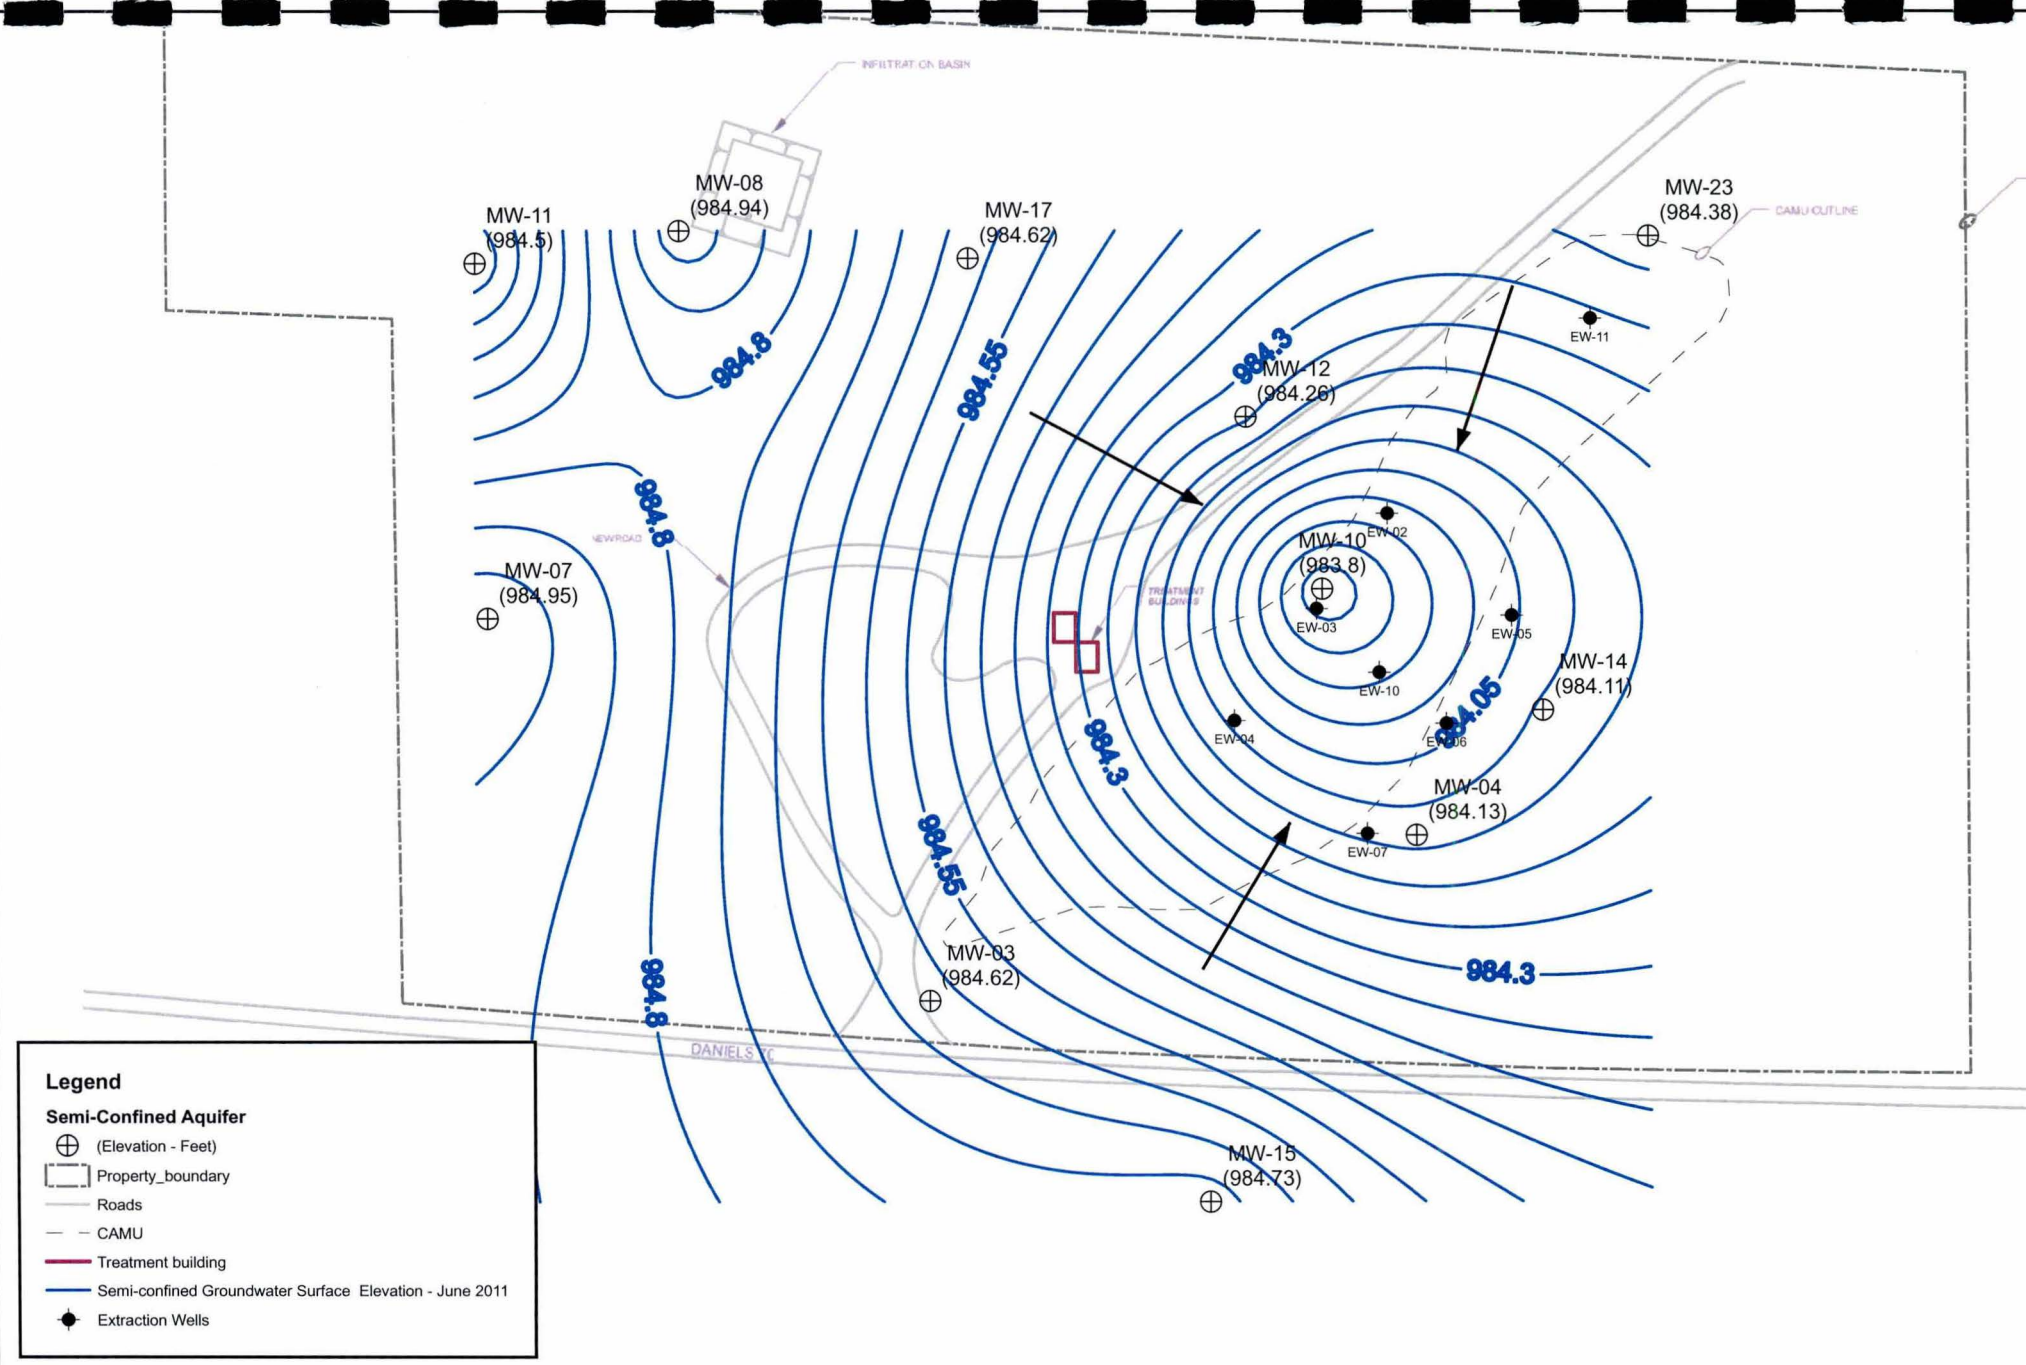 INFILTRATION BASIN
MW-08
(984.94)
MW-11
(984.5)
MW-17
(984.62)
MW-23
(984.38)
CAMU OUTLINE
EW-11
984.8
984.55
984.3
MW-12
(984.26)
984.8
NEW ROAD
EW-02
MW-10
(983.8)
MW-07
(984.95)
TREATMENT
BUILDINGS
EW-03
EW-05
MW-14
(984.11)
EW-10
984.05
EW-04
EW-06
984.3
MW-04
(984.13)
EW-07
984.55
MW-03
(984.62)
984.3
984.8
DANIELS
MW-15
(984.73)
Legend
Semi-Confined Aquifer
(Elevation - Feet)
Property_boundary
Roads
CAMU
Treatment building
Semi-confined Groundwater Surface Elevation - June 2011
Extraction Wells